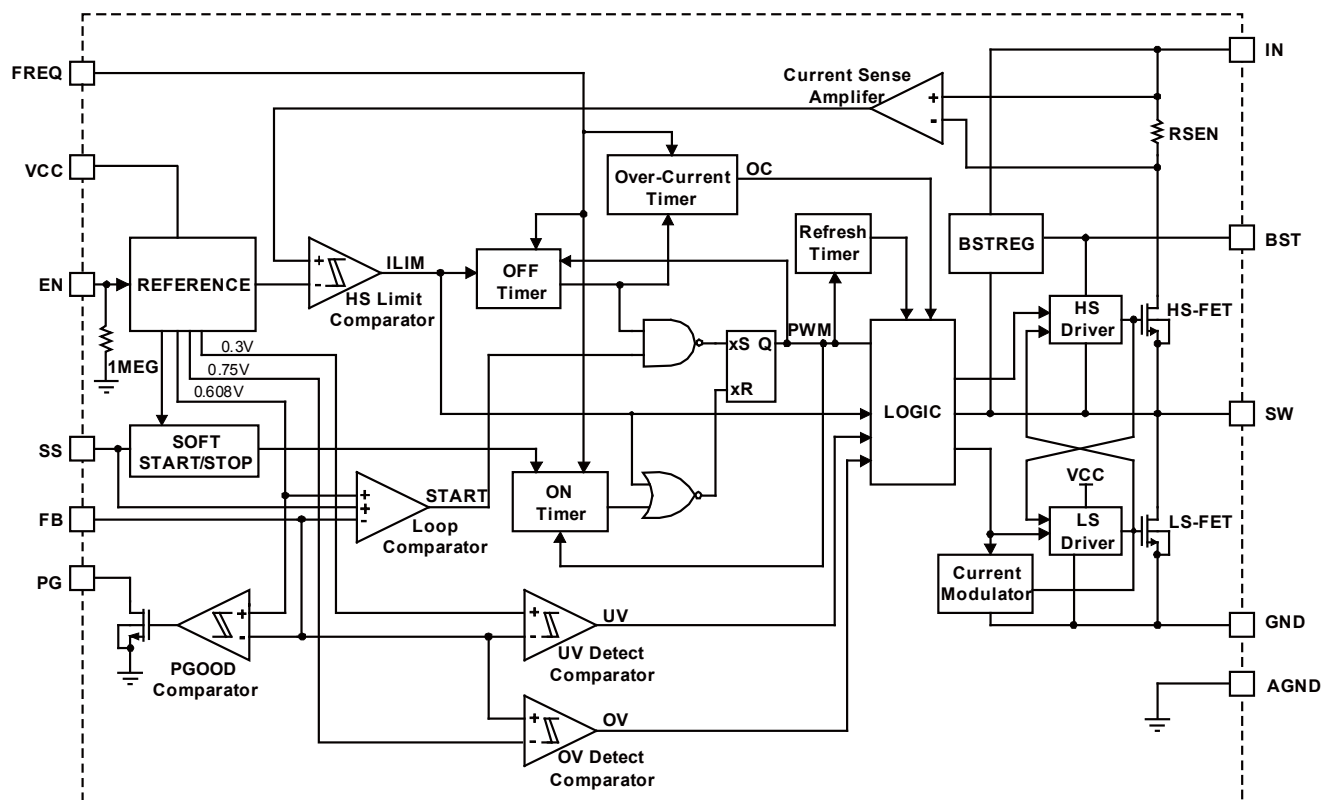 IN
FREQ
Current Sense
Amplifer
+
-
RSEN
VCC
Over-Current
Timer
OC
Refresh
Timer
BSTREG
BST
EN
REFERENCE
+
-
ILIM
HS Limit
Comparator
OFF
Timer
HS
Driver
HS-FET
1MEG
0.3V
0.75V
0.608V
xS Q
xR
PWM
LOGIC
SW
SS
SOFT
START/STOP
+
+
-
START
Loop
Comparator
ON
Timer
VCC
LS
Driver
LS-FET
FB
PG
Current
Modulator
+
-
PGOOD
Comparator
+
-
UV
UV Detect
Comparator
GND
AGND
+
-
OV
OV Detect
Comparator